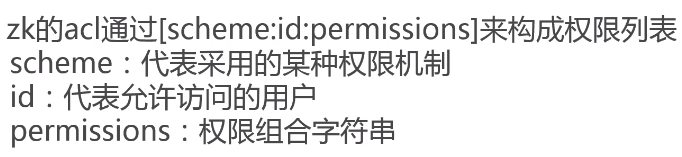 zk的acl通过[scheme:id:permissions]来构成权限列表
scheme：代表采用的某种权限机制
id：代表允许访问的用户
permissions：权限组合字符串